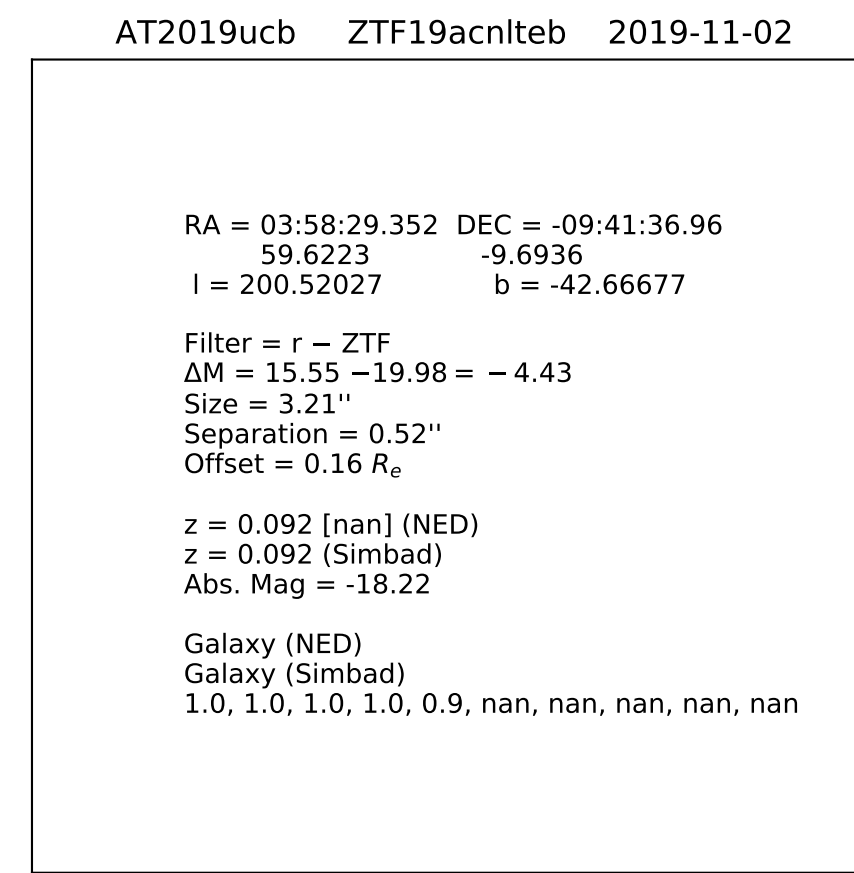 AT2019ucb ZTF19acnlteb 2019-11-02
RA = 03:58:29.352 DEC = -09:41:36.96
59.6223 -9.6936
l = 200.52027 b = -42.66677
Filter = r − ZTF
ΔM = 15.55 −19.98 = − 4.43
Size = 3.21''
Separation = 0.52''
Offset = 0.16 Re
z = 0.092 [nan] (NED)
z = 0.092 (Simbad)
Abs. Mag = -18.22
Galaxy (NED)
Galaxy (Simbad)
1.0, 1.0, 1.0, 1.0, 0.9, nan, nan, nan, nan, nan